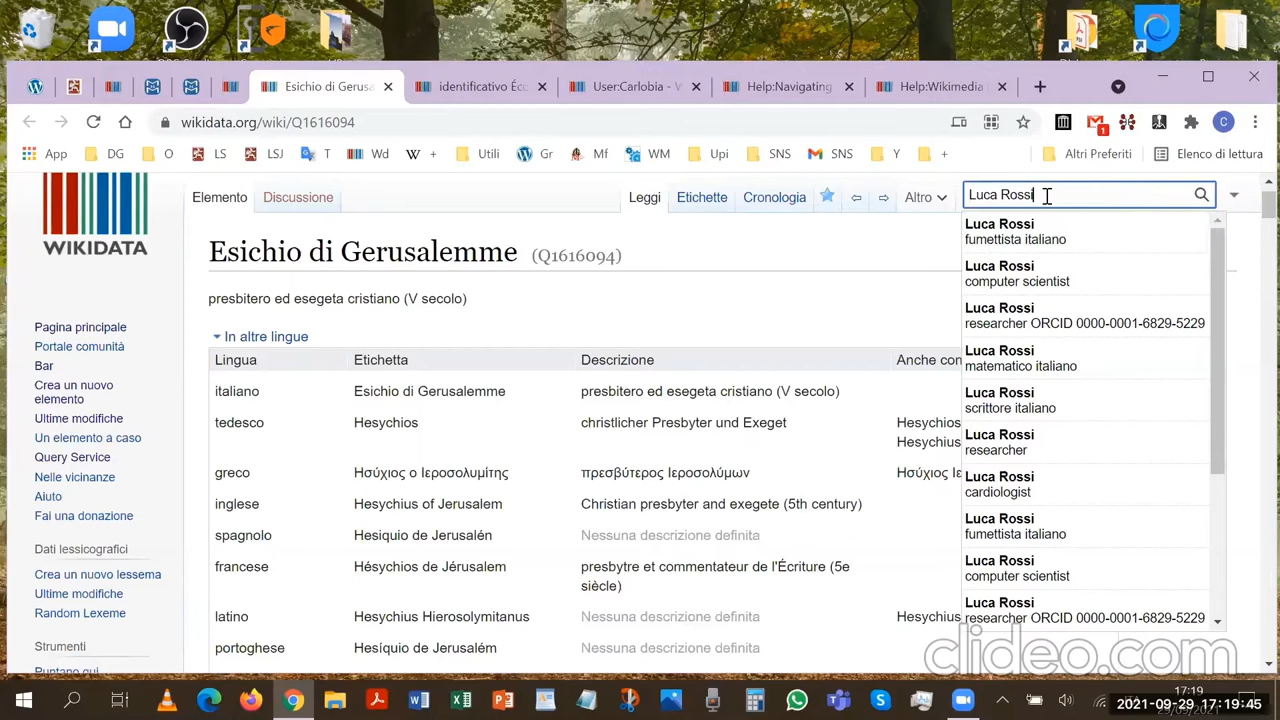 Esichio di Gerusa
identificativo Ecc
User:Carlobia - W
Help:Navigating
Help:Wikimedia
wikidata.org/wiki/Q1616094
1
C
App
DG
O
LS
LSJ
T
Wd
+
Utili
Gr
Mf
WM
Upi
SNS
SNS
Y
+
Altri Preferiti
Elenco di lettura
WIKIDATA
Elemento
Discussione
Leggi
Etichette
Cronologia
Altro
Luca Rossi
Luca Rossi
fumettista italiano
Luca Rossi
computer scientist
Luca Rossi
researcher ORCID 0000-0001-6829-5229
Luca Rossi
matematico italiano
Luca Rossi
scrittore italiano
Luca Rossi
researcher
Luca Rossi
cardiologist
Luca Rossi
fumettista italiano
Luca Rossi
computer scientist
Luca Rossi
researcher ORCID 0000-0001-6829-5229
Esichio di Gerusalemme (Q1616094)
presbitero ed esegeta cristiano (V secolo)
In altre lingue
Lingua Etichetta Descrizione Anche con
italiano Esichio di Gerusalemme presbitero ed esegeta cristiano (V secolo)
tedesco Hesychios christlicher Presbyter und Exeget Hesychios
Hesychius
greco Ησύχιος ο Ιεροσολυμίτης πρεσβύτερος Ιεροσολύμων
inglese Hesychius of Jerusalem Christian presbyter and exegete (5th century)
spagnolo Hesiquio de Jerusalén Nessuna descrizione definita
francese Hésychios de Jérusalem presbytre et commentateur de l'Écriture (5e
siècle)
latino Hesychius Hierosolymitanus Nessuna descrizione definita Hesychius
portoghese Hesíquio de Jerusalém Nessuna descrizione definita
Pagina principale
Portale comunità
Bar
Crea un nuovo
elemento
Ultime modifiche
Un elemento a caso
Query Service
Nelle vicinanze
Aiuto
Fai una donazione
Dati lessicografici
Crea un nuovo lessema
Ultime modifiche
Random Lexeme
Strumenti
Puntano qui
clideo.com
17:19
2021-09-29 17:19:45